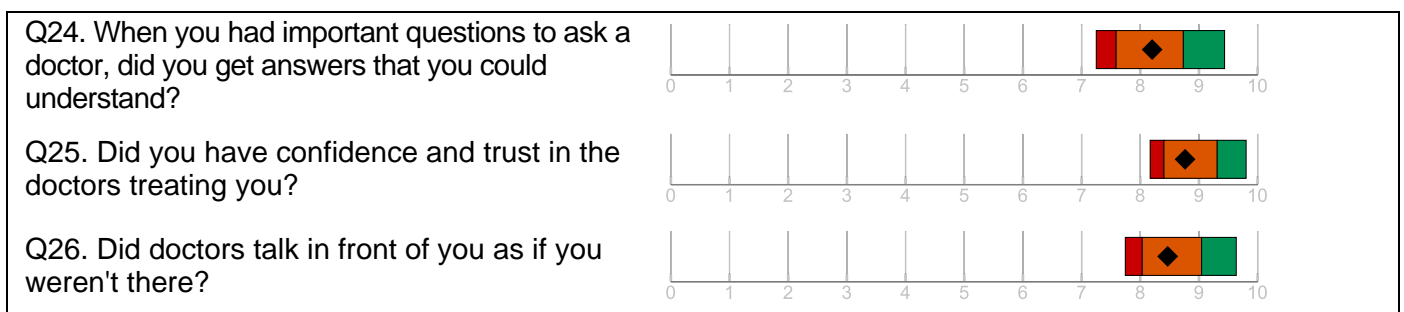 Q24. When you had important questions to ask a
doctor, did you get answers that you could
understand?
0 1 2 3 4 5 6 7 8 9 10
Q25. Did you have confidence and trust in the
doctors treating you?
0 1 2 3 4 5 6 7 8 9 10
Q26. Did doctors talk in front of you as if you
weren't there?
0 1 2 3 4 5 6 7 8 9 10